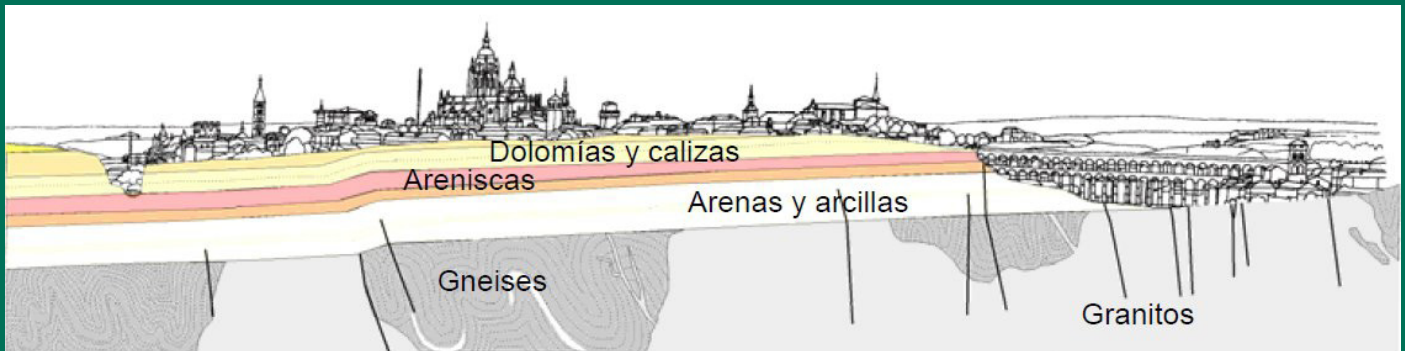 Dolomías y calizas
Areniscas
Arenas y arcillas
Gneises
Granitos